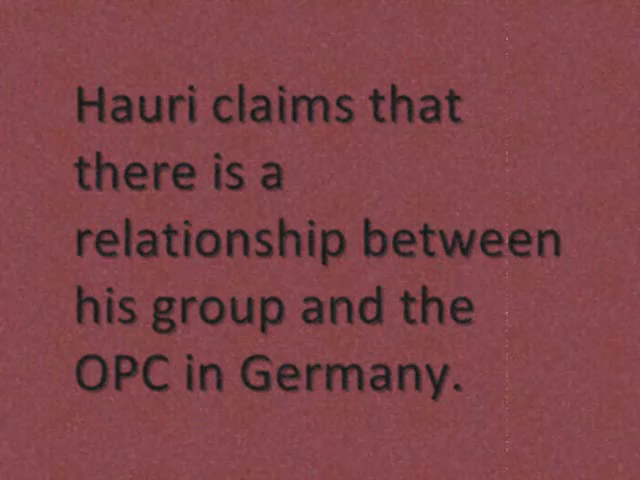 Hauri claims that
there is a
relationship between
his group and the
OPC in Germany.